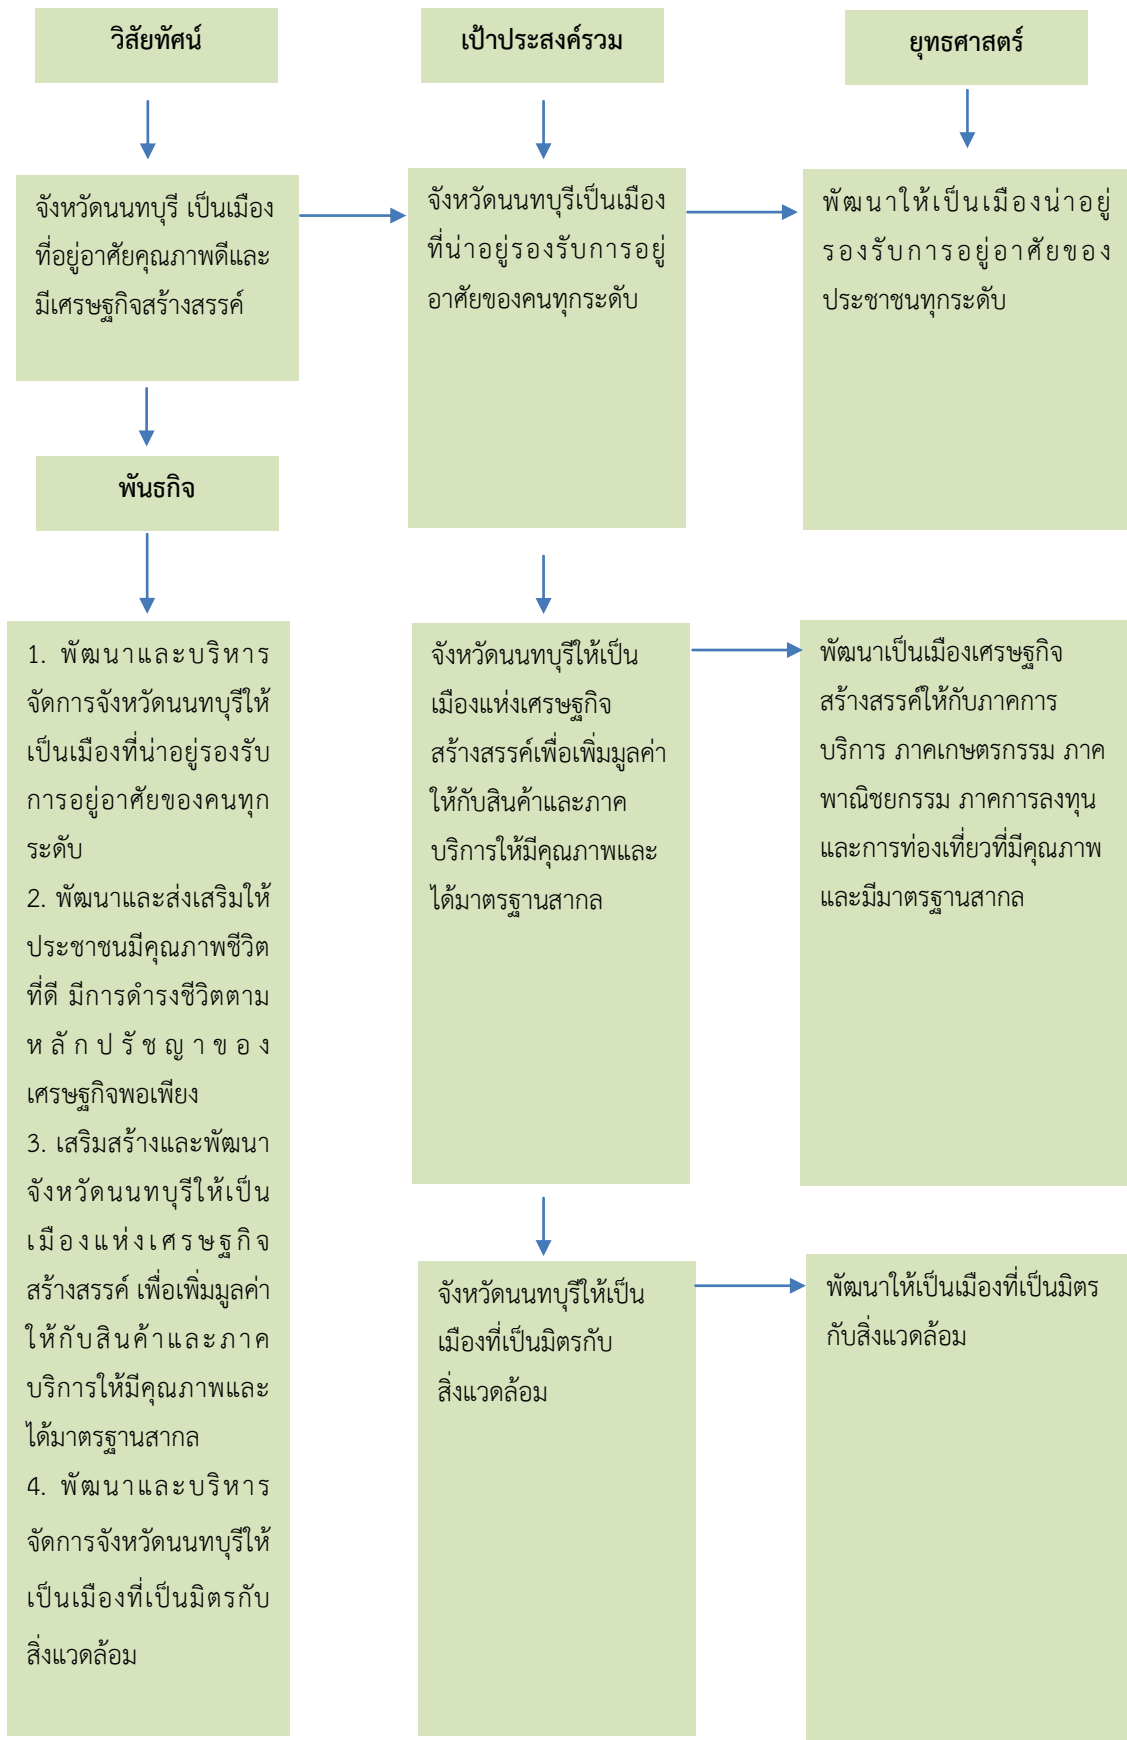 วิสัยทัศน์
เป้าประสงค์รวม
ยุทธศาสตร์
จังหวัดนนทบุรี เป็นเมือง
ที่อยู่อาศัยคุณภาพดีและ
มีเศรษฐกิจสร้างสรรค์
จังหวัดนนทบุรีเป็นเมือง
ที่น่าอยู่รองรับการอยู่
อาศัยของคนทุกระดับ
พัฒนาให้เป็นเมืองน่าอยู่
รองรับการอยู่อาศัยของ
ประชาชนทุกระดับ
พันธกิจ
1. พัฒนาและบริหาร
จัดการจังหวัดนนทบุรีให้
เป็นเมืองที่น่าอยู่รองรับ
การอยู่อาศัยของคนทุก
ระดับ
2. พัฒนาและส่งเสริมให้
ประชาชนมีคุณภาพชีวิต
ที่ดี มีการดำรงชีวิตตาม
หลักปรัชญาของ
เศรษฐกิจพอเพียง
3. เสริมสร้างและพัฒนา
จังหวัดนนทบุรีให้เป็น
เมืองแห่งเศรษฐกิจ
สร้างสรรค์ เพื่อเพิ่มมูลค่า
ให้กับสินค้าและภาค
บริการให้มีคุณภาพและ
ได้มาตรฐานสากล
4. พัฒนาและบริหาร
จัดการจังหวัดนนทบุรีให้
เป็นเมืองที่เป็นมิตรกับ
สิ่งแวดล้อม
จังหวัดนนทบุรีให้เป็น
เมืองแห่งเศรษฐกิจ
สร้างสรรค์เพื่อเพิ่มมูลค่า
ให้กับสินค้าและภาค
บริการให้มีคุณภาพและ
ได้มาตรฐานสากล
พัฒนาเป็นเมืองเศรษฐกิจ
สร้างสรรค์ให้กับภาคการ
บริการ ภาคเกษตรกรรม ภาค
พาณิชยกรรม ภาคการลงทุน
และการท่องเที่ยวที่มีคุณภาพ
และมีมาตรฐานสากล
จังหวัดนนทบุรีให้เป็น
เมืองที่เป็นมิตรกับ
สิ่งแวดล้อม
พัฒนาให้เป็นเมืองที่เป็นมิตร
กับสิ่งแวดล้อม